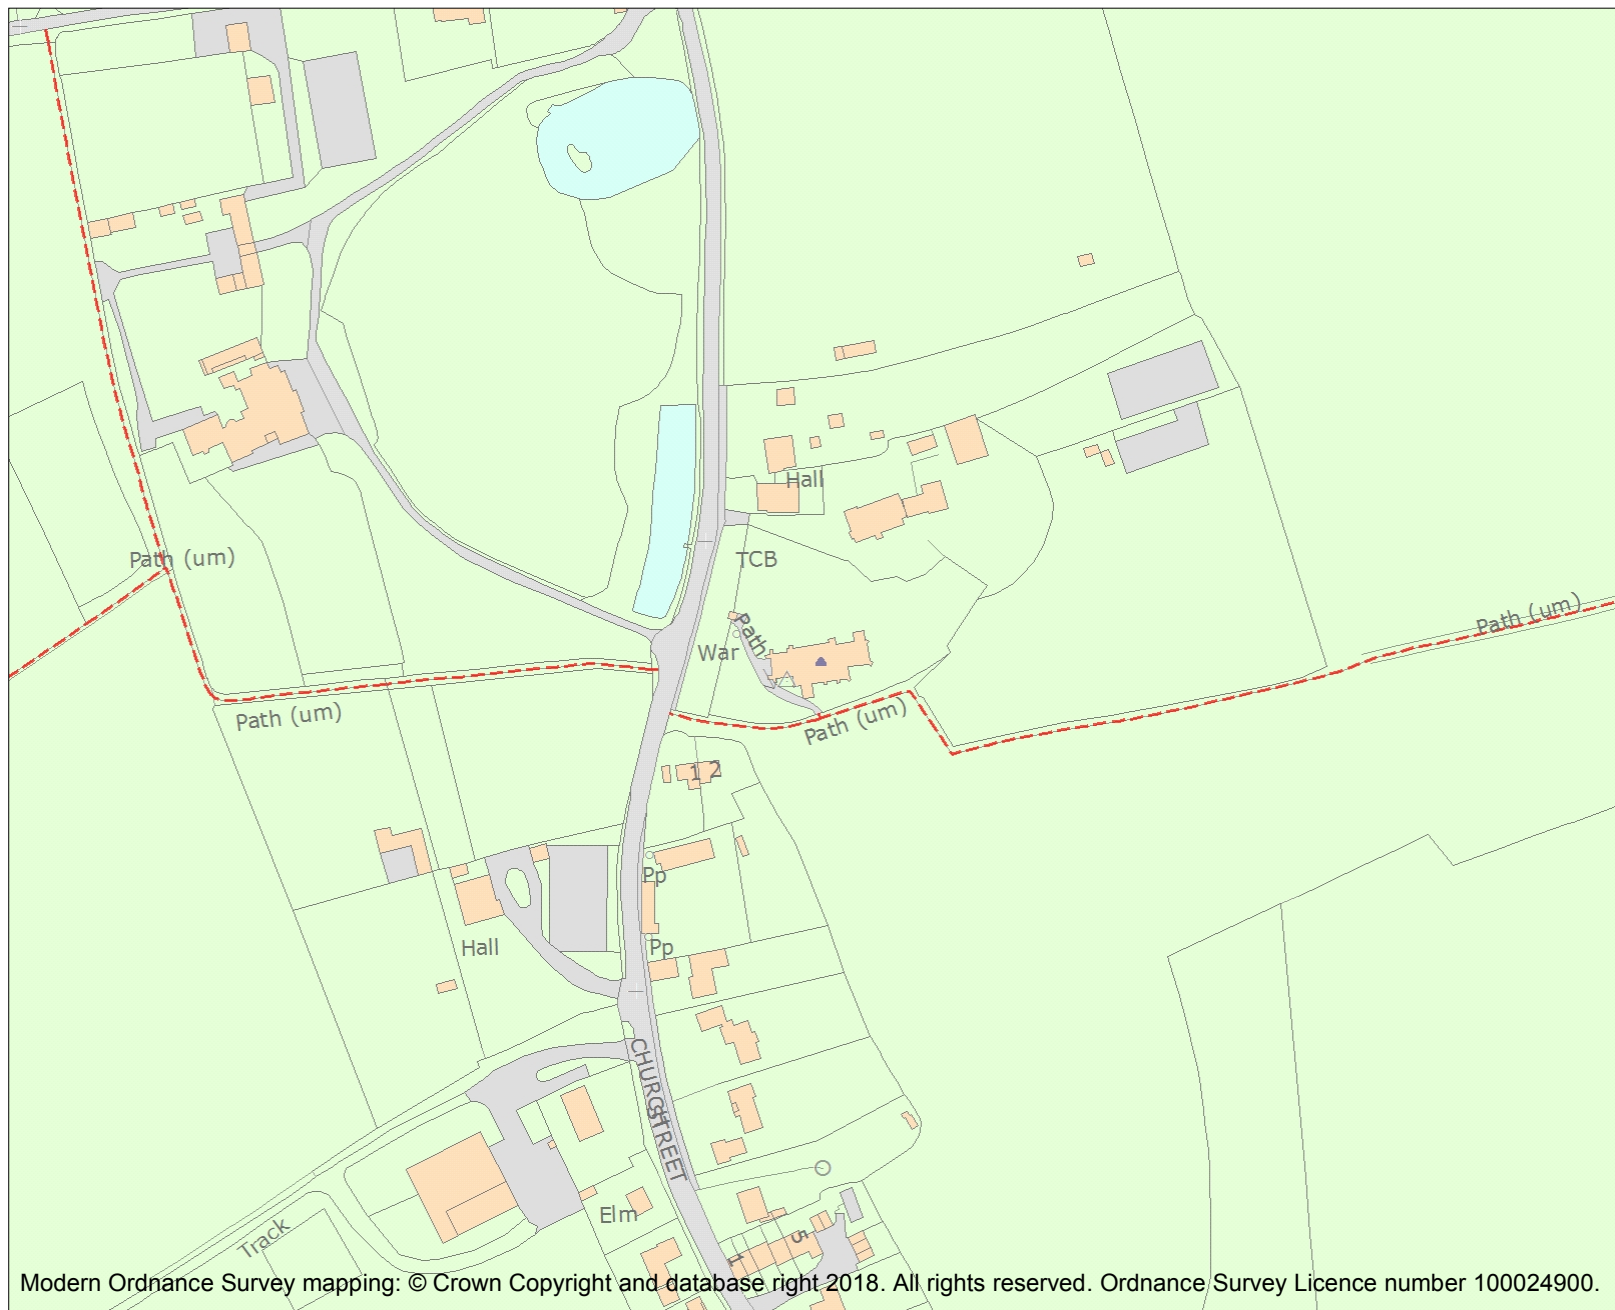 Hall
Path (um)
TCB
Path (um)
Path
War
Path (um)
Path (um)
1 2
Pp
Hall
Pp
CHURCH
STREET
Elm
Track
5
1
Modern Ordnance Survey mapping: © Crown Copyright and database right 2018. All rights reserved. Ordnance Survey Licence number 100024900.